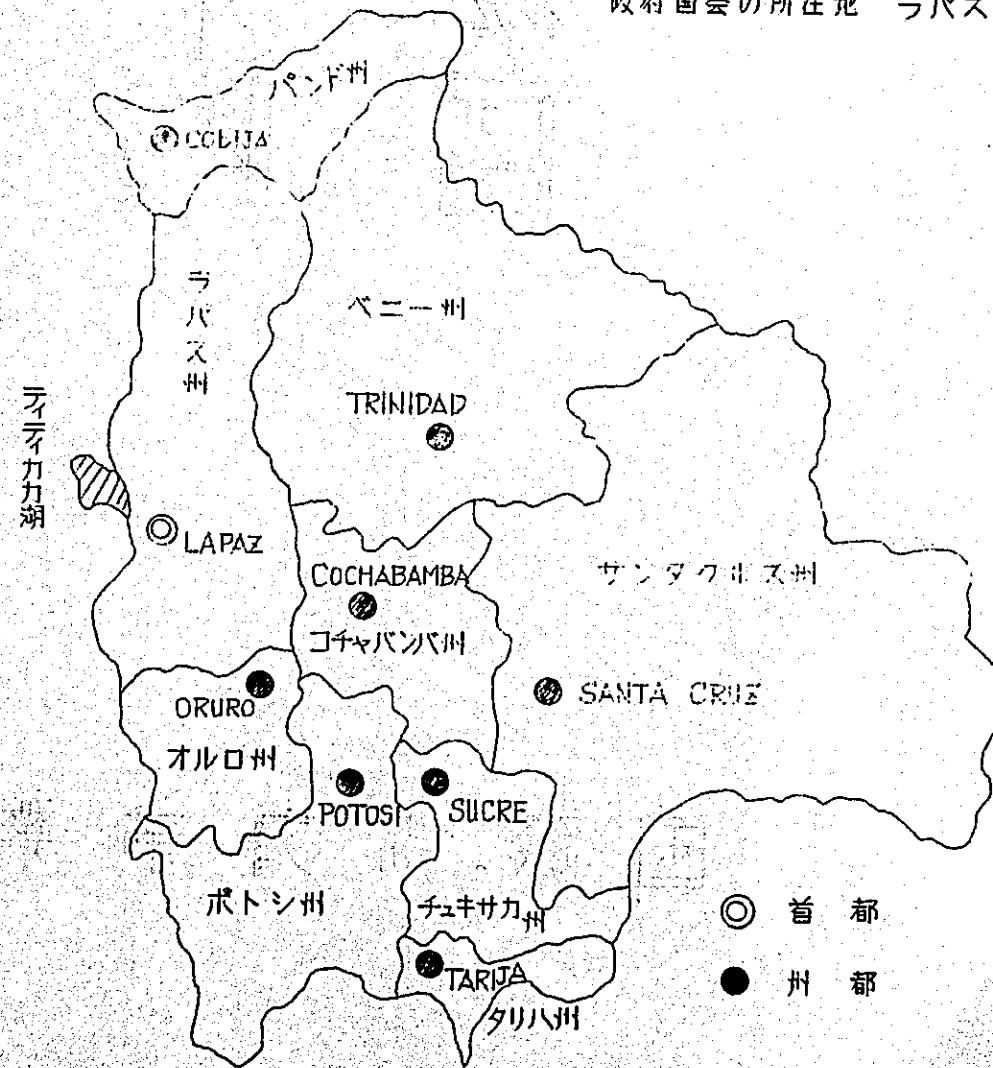 政府国会の所在地 ラパス
パンド州
COBIJA
ラパス州
ベニー州
TRINIDAD
ティティカカ湖
LAPAZ
COCHABAMBA
コチャバンバ州
サンタクルス州
SANTA CRUZ
ORURO
オルロ州
POTOSI
SUCRE
ポトシ州
チュキサカ州
TARIJA
タリハ州
首都
州都